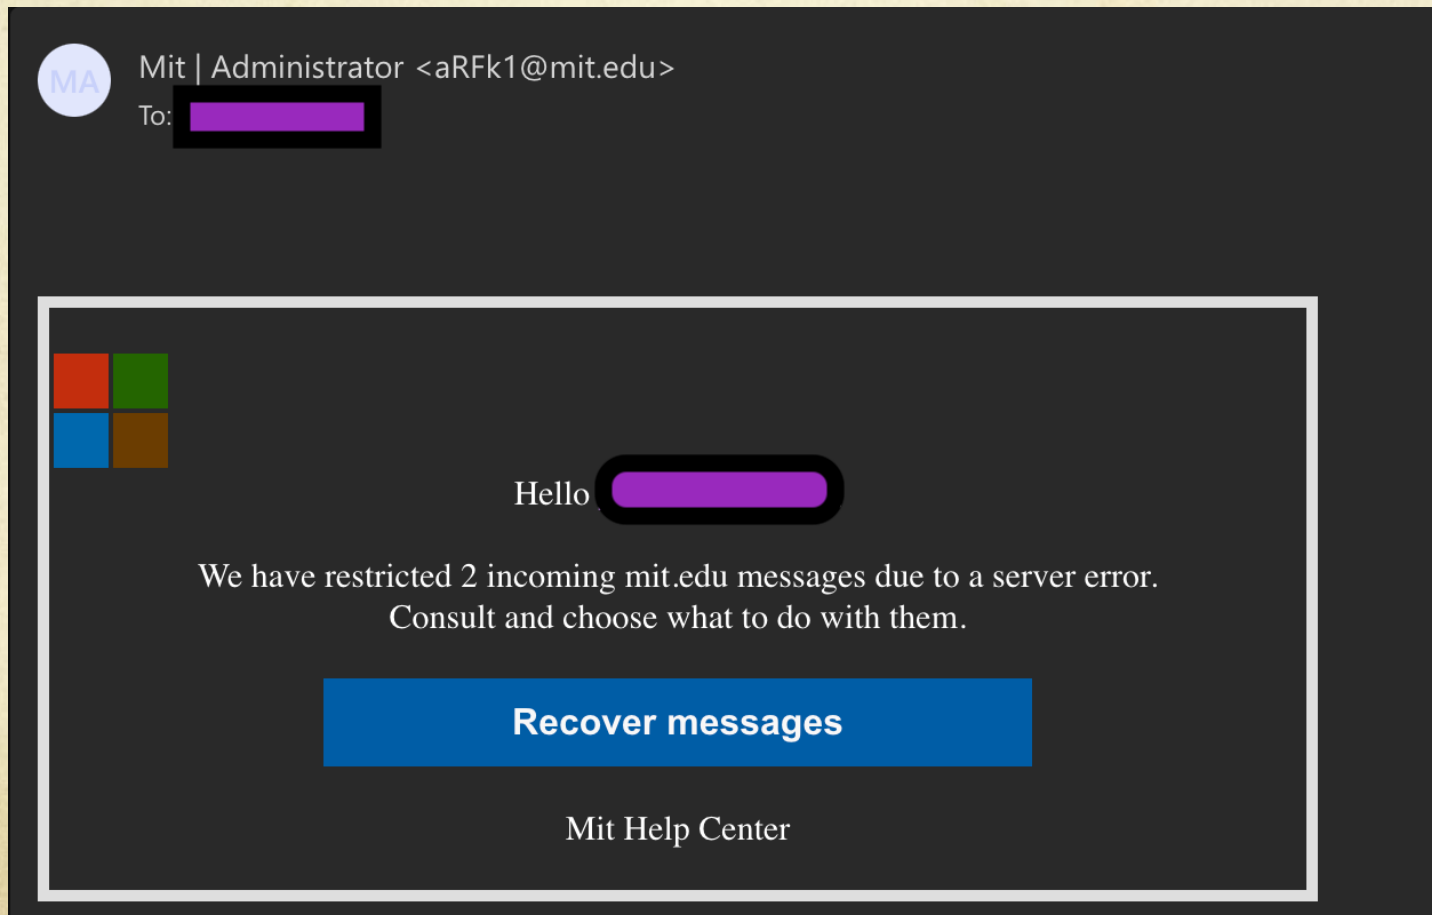 MA
Mit | Administrator <aRFk1@mit.edu>
To:
Hello
We have restricted 2 incoming mit.edu messages due to a server error.
Consult and choose what to do with them.
Recover messages
Mit Help Center